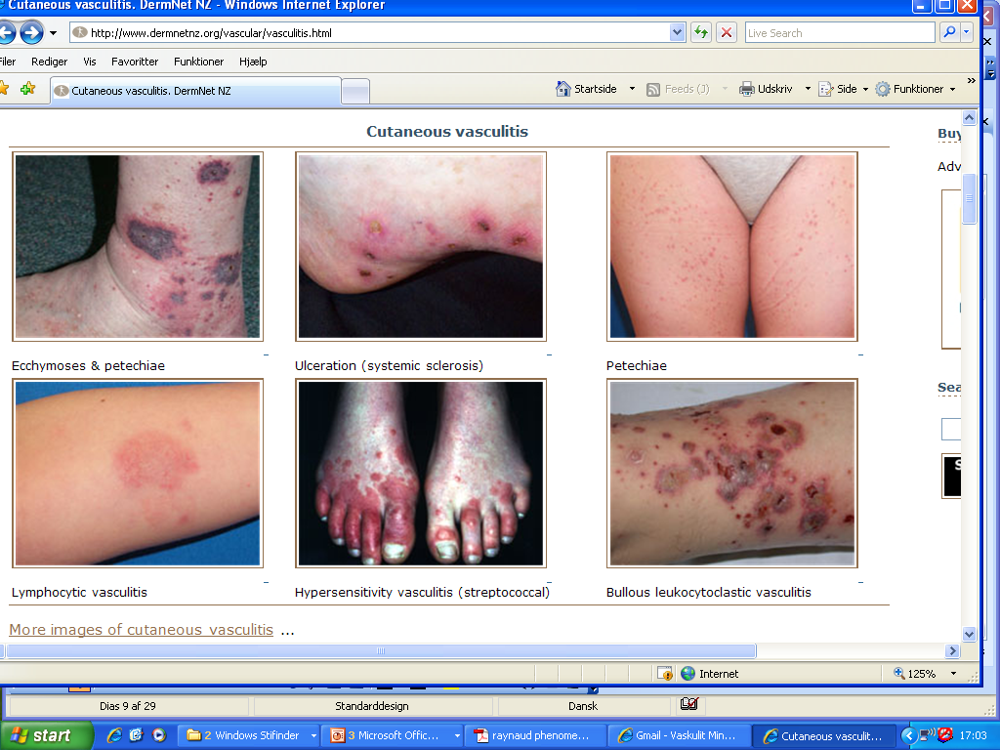 Cutaneous vasculitis. DermNet NZ - Windows Internet Explorer
http://www.dermnetnz.org/vascular/vasculitis.html
Live Search
Filer Rediger Vis Favoritter Funktioner Hjælp
Cutaneous vasculitis. DermNet NZ
Startside Feeds (J) Udskriv Side Funktioner
Cutaneous vasculitis
Buy
Adv
Ecchymoses & petechiae
Ulceration (systemic sclerosis)
Petechiae
Sea
S
Lymphocytic vasculitis
Hypersensitivity vasculitis (streptococcal)
Bullous leukocytoclastic vasculitis
More images of cutaneous vasculitis ...
Internet
125%
Dias 9 af 29
Standarddesign
Dansk
start
2 Windows Stifinder
3 Microsoft Offic...
raynaud phenome...
Gmail - Vaskulit Min...
Cutaneous vasculit...
17:03